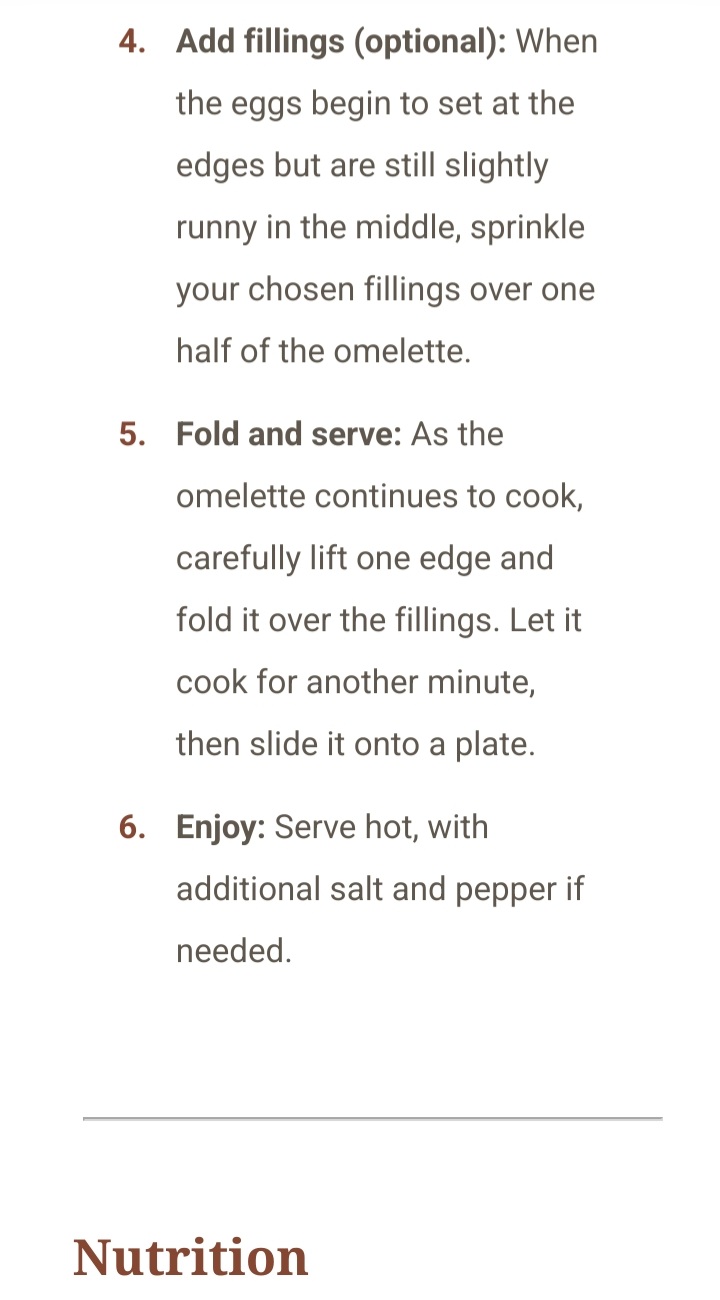 4. Add fillings (optional): When
the eggs begin to set at the
edges but are still slightly
runny in the middle, sprinkle
your chosen fillings over one
half of the omelette.
5. Fold and serve: As the
omelette continues to cook,
carefully lift one edge and
fold it over the fillings. Let it
cook for another minute,
then slide it onto a plate.
6. Enjoy: Serve hot, with
additional salt and pepper if
needed.
Nutrition